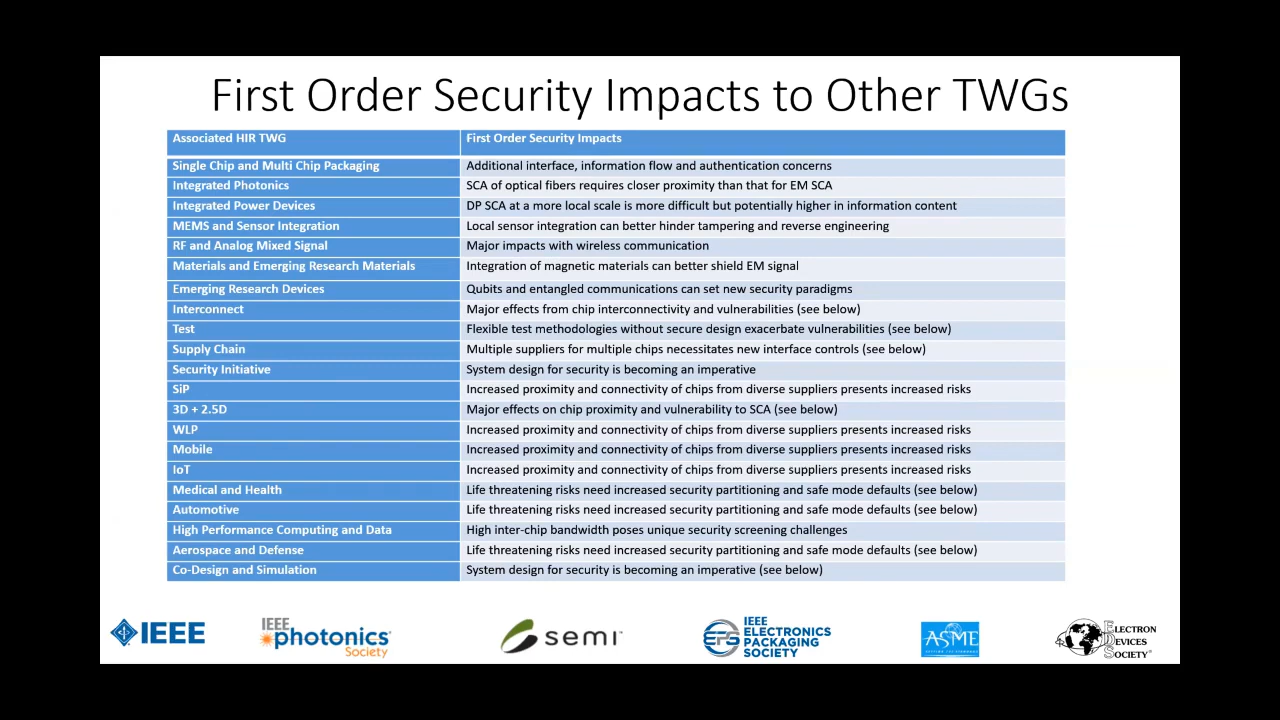 First Order Security Impacts to Other TWGs
Associated HIR TWG First Order Security Impacts
Single Chip and Multi Chip Packaging Additional interface, information flow and authentication concerns
Integrated Photonics SCA of optical fibers requires closer proximity than that for EM SCA
Integrated Power Devices DP SCA at a more local scale is more difficult but potentially higher in information content
MEMS and Sensor Integration Local sensor integration can better hinder tampering and reverse engineering
RF and Analog Mixed Signal Major impacts with wireless communication
Materials and Emerging Research Materials Integration of magnetic materials can better shield EM signal
Emerging Research Devices Qubits and entangled communications can set new security paradigms
Interconnect Major effects from chip interconnectivity and vulnerabilities (see below)
Test Flexible test methodologies without secure design exacerbate vulnerabilities (see below)
Supply Chain Multiple suppliers for multiple chips necessitates new interface controls (see below)
Security Initiative System design for security is becoming an imperative
SiP Increased proximity and connectivity of chips from diverse suppliers presents increased risks
3D + 2.5D Major effects on chip proximity and vulnerability to SCA (see below)
WLP Increased proximity and connectivity of chips from diverse suppliers presents increased risks
Mobile Increased proximity and connectivity of chips from diverse suppliers presents increased risks
IoT Increased proximity and connectivity of chips from diverse suppliers presents increased risks
Medical and Health Life threatening risks need increased security partitioning and safe mode defaults (see below)
Automotive Life threatening risks need increased security partitioning and safe mode defaults (see below)
High Performance Computing and Data High inter-chip bandwidth poses unique security screening challenges
Aerospace and Defense Life threatening risks need increased security partitioning and safe mode defaults (see below)
Co-Design and Simulation System design for security is becoming an imperative (see below)
IEEE
IEEE
photonics
Society
semi
EPS
IEEE
ELECTRONICS
PACKAGING
SOCIETY
ASME
ELECTRON
DEVICES
SOCIETY